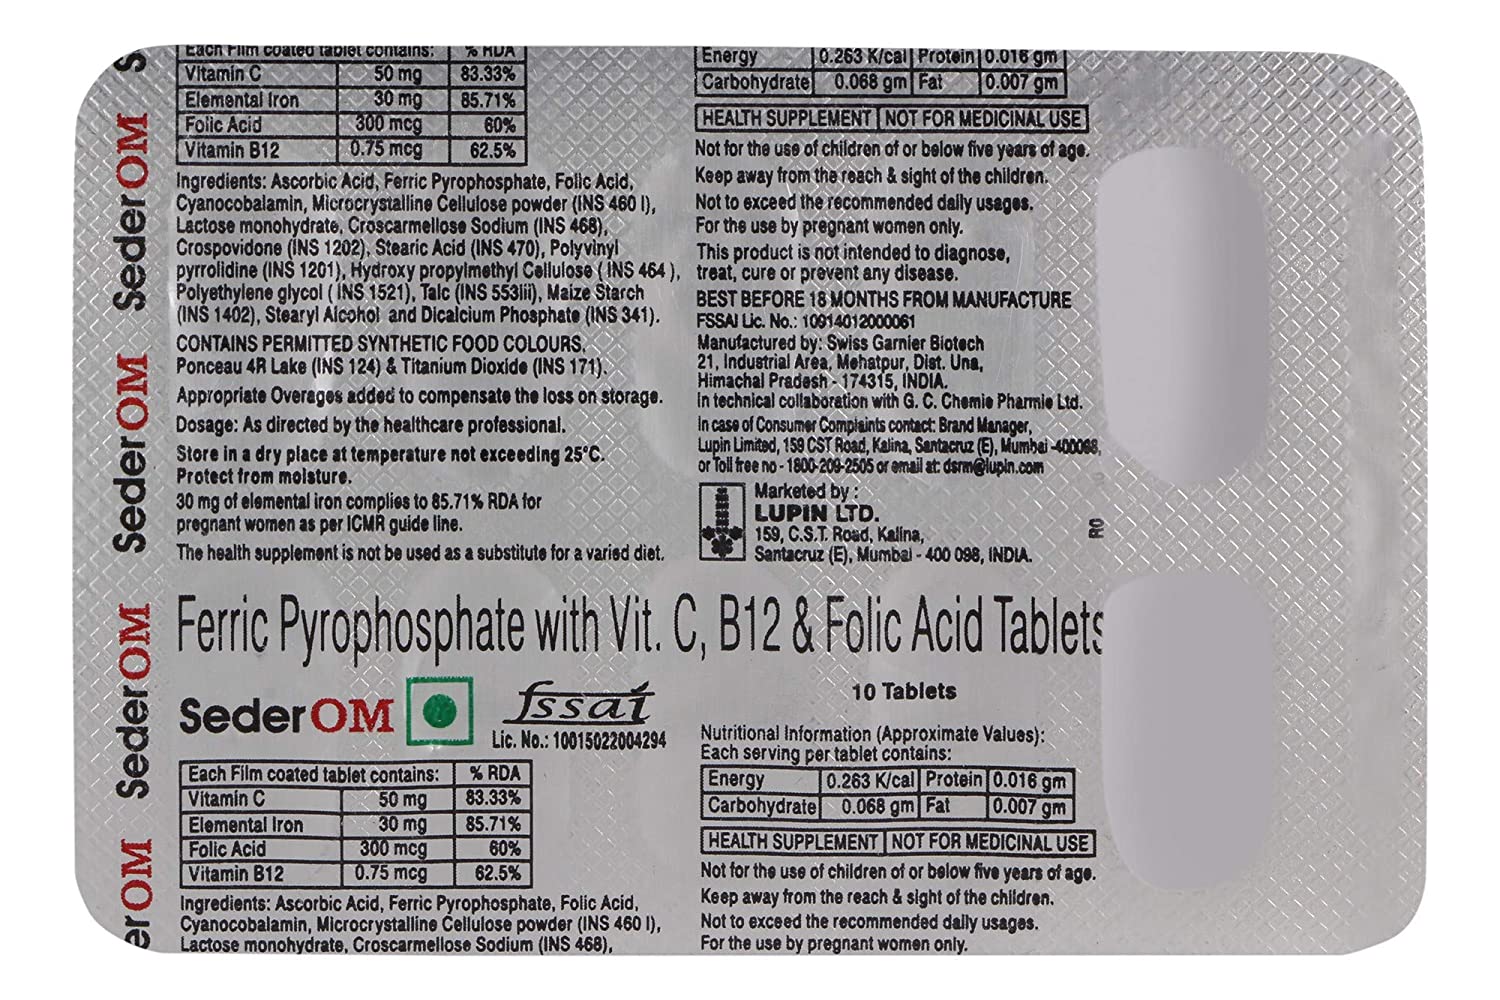 SederOM
SederOM
SederOM
erOM
Each Film coated tablet contains: % RDA
Vitamin C 50 mg 83.33%
Elemental Iron 30 mg 85.71%
Folic Acid 300 mcg 60%
Vitamin B12 0.75 mcg 62.5%
Ingredients: Ascorbic Acid, Ferric Pyrophosphate, Folic Acid,
Cyanocobalamin, Microcrystalline Cellulose powder (INS 460 I),
Lactose monohydrate, Croscarmellose Sodium (INS 468),
Crospovidone (INS 1202), Stearic Acid (INS 470), Polyvinyl
pyrrolidine (INS 1201), Hydroxy propylmethyl Cellulose ( INS 464 ),
Polyethylene glycol ( INS 1521), Talc (INS 553iii), Maize Starch
(INS 1402), Stearyl Alcohol and Dicalcium Phosphate (INS 341).
CONTAINS PERMITTED SYNTHETIC FOOD COLOURS,
Ponceau 4R Lake (INS 124) & Titanium Dioxide (INS 171).
Appropriate Overages added to compensate the loss on storage.
Dosage: As directed by the healthcare professional.
Store in a dry place at temperature not exceeding 25°C.
Protect from moisture.
30 mg of elemental iron complies to 85.71% RDA for
pregnant women as per ICMR guide line.
The health supplement is not be used as a substitute for a varied diet.
Energy 0.263 K/cal Protein 0.016 gm
Carbohydrate 0.068 gm Fat 0.007 gm
HEALTH SUPPLEMENT NOT FOR MEDICINAL USE
Not for the use of children of or below five years of age.
Keep away from the reach & sight of the children.
Not to exceed the recommended daily usages.
For the use by pregnant women only.
This product is not intended to diagnose,
treat, cure or prevent any disease.
BEST BEFORE 18 MONTHS FROM MANUFACTURE
FSSAI Lic. No.: 10914012000061
Manufactured by: Swiss Garnier Biotech
21, Industrial Area, Mehatpur, Dist. Una,
Himachal Pradesh - 174315, INDIA.
In technical collaboration with G. C. Chemie Pharmie Ltd.
In case of Consumer Complaints contact: Brand Manager,
Lupin Limited, 159 CST Road, Kalina, Santacruz (E), Mumbai -400098,
or Toll free no - 1800-209-2505 or email at: dsrm@lupin.com
Marketed by :
LUPIN LTD.
159, C.S.T. Road, Kalina,
Santacruz (E), Mumbai - 400 098, INDIA.
Ferric Pyrophosphate with Vit. C, B12 & Folic Acid Tablets
SederOM
fssai
Lic. No.: 10015022004294
10 Tablets
Each Film coated tablet contains: % RDA
Vitamin C 50 mg 83.33%
Elemental Iron 30 mg 85.71%
Folic Acid 300 mcg 60%
Vitamin B12 0.75 mcg 62.5%
Ingredients: Ascorbic Acid, Ferric Pyrophosphate, Folic Acid,
Cyanocobalamin, Microcrystalline Cellulose powder (INS 460 I),
Lactose monohydrate, Croscarmellose Sodium (INS 468),
Nutritional Information (Approximate Values):
Each serving per tablet contains:
Energy 0.263 K/cal Protein 0.016 gm
Carbohydrate 0.068 gm Fat 0.007 gm
HEALTH SUPPLEMENT NOT FOR MEDICINAL USE
Not for the use of children of or below five years of age.
Keep away from the reach & sight of the children.
Not to exceed the recommended daily usages.
For the use by pregnant women only.